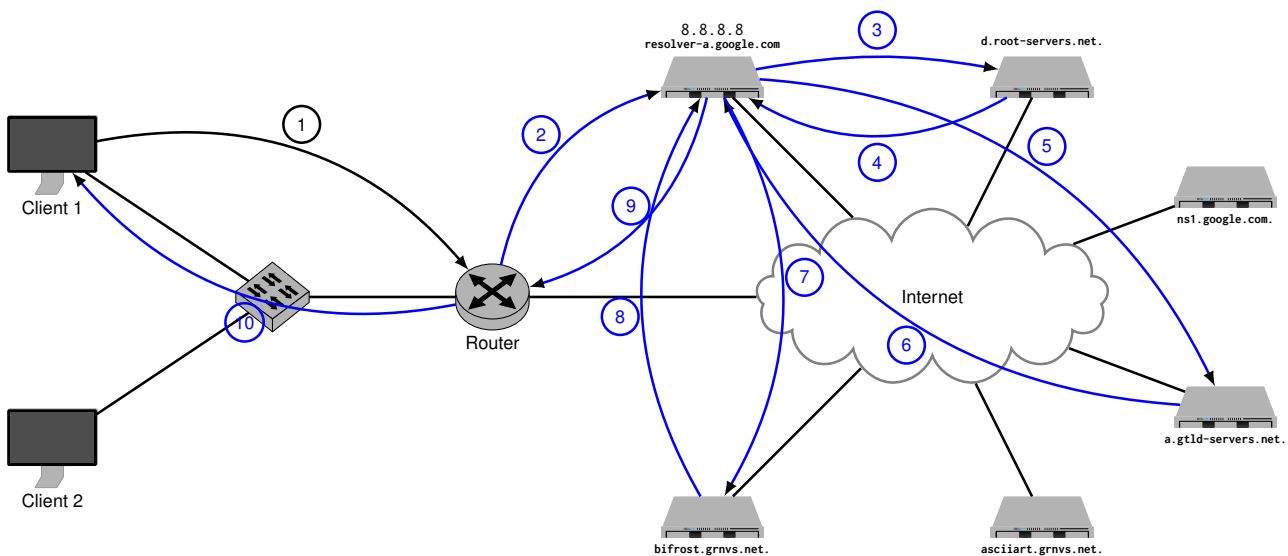 8.8.8.8
resolver-a.google.com
3
d.root-servers.net.
1
2
4
5
Client 1
ns1.google.com.
9
7
Internet
10
8
Router
6
a.gtld-servers.net.
Client 2
bifrost.grnvs.net.
asciiart.grnvs.net.